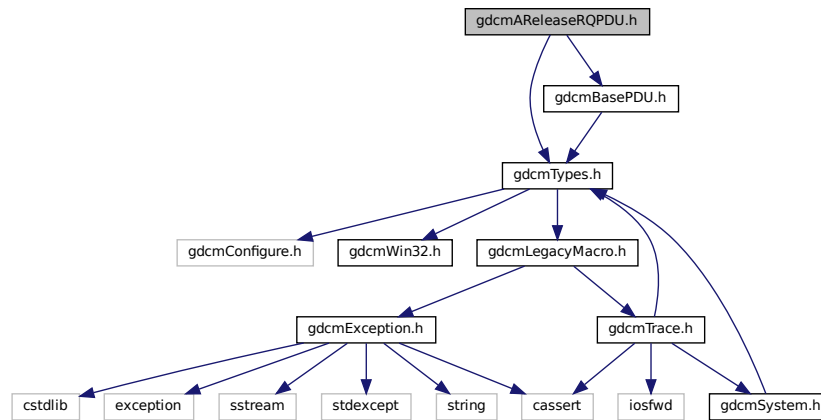 gdcmAReleaseRQPDU.h
gdcmBasePDU.h
gdcmTypes.h
gdcmConfigure.h
gdcmWin32.h
gdcmLegacyMacro.h
gdcmException.h
gdcmTrace.h
cstdlib
exception
sstream
stdexcept
string
cassert
iosfwd
gdcmSystem.h